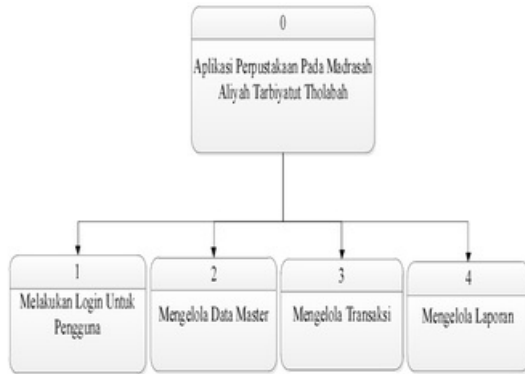 0
Aplikasi Perpustakaan Pada Madrasah
Aliyah Tarbiyatut Tholabah
1
Melakukan Login Untuk
Pengguna
2
Mengelola Data Master
3
Mengelola Transaksi
4
Mengelola Laporan